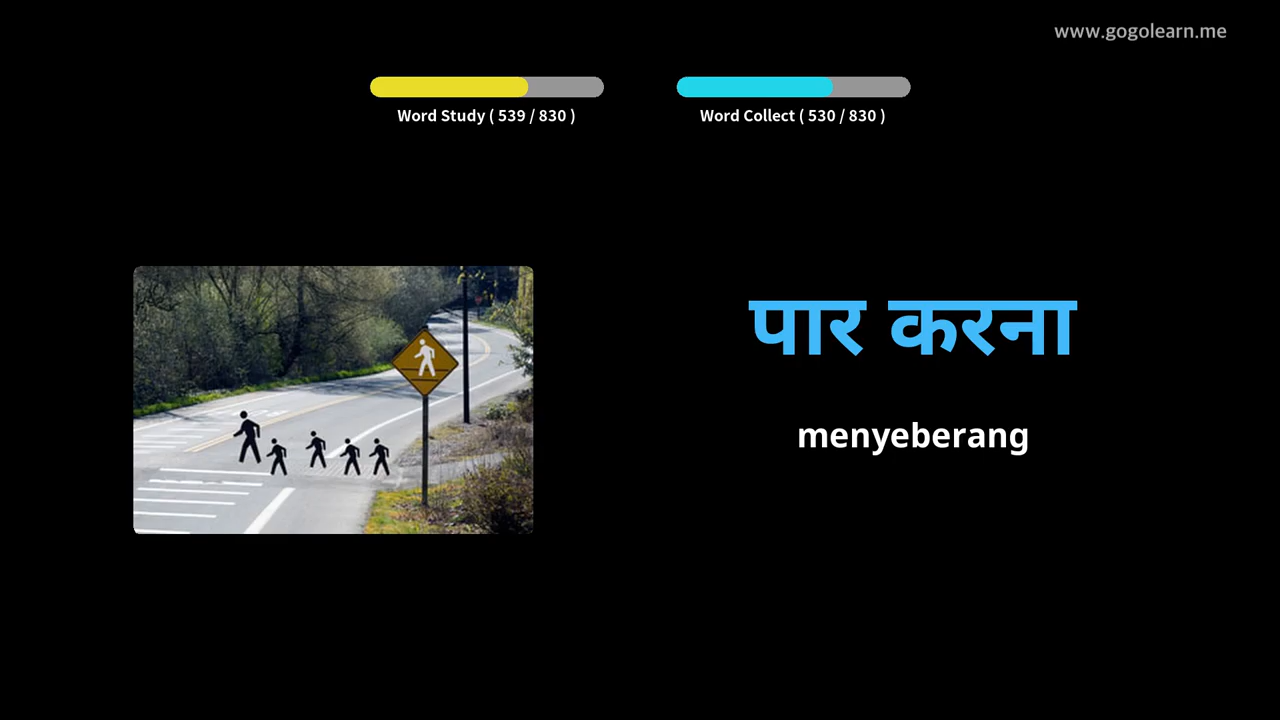 www.gogolearn.me
Word Study ( 539 / 830 )
Word Collect ( 530 / 830 )
पार करना
menyeberang